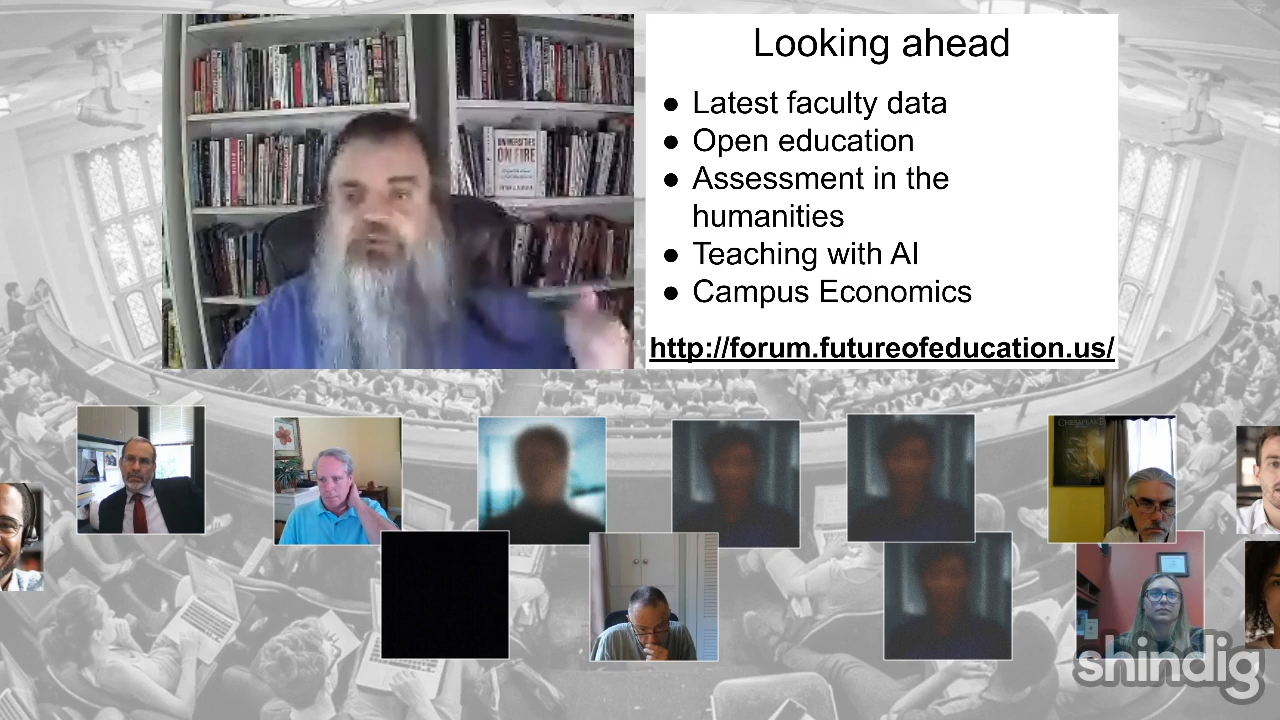 Looking ahead
● Latest faculty data
● Open education
● Assessment in the
humanities
● Teaching with AI
● Campus Economics
http://forum.futureofeducation.us/
UNIVERSITIES
ON FIRE
CHESAPEAKE
shindig